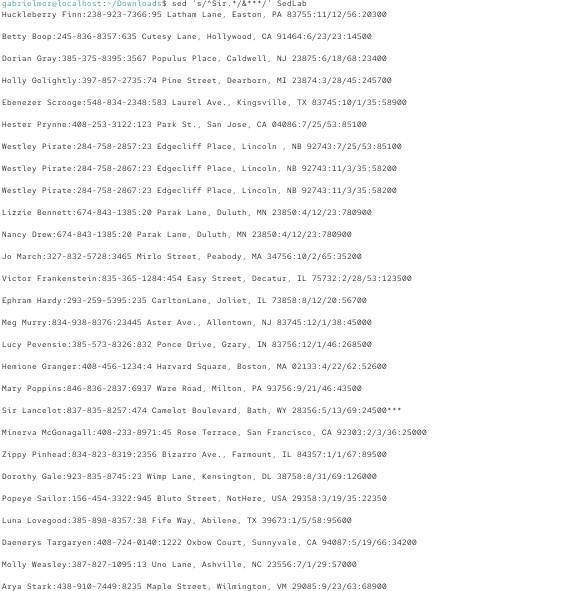 gabrielmor@localhost:~/Downloads$ sed 's/^Sir.*/&***/' SedLab
Huckleberry Finn:238-923-7366:95 Latham Lane, Easton, PA 83755:11/12/56:20300
Betty Boop:245-836-8357:635 Cutesy Lane, Hollywood, CA 91464:6/23/23:14500
Dorian Gray:385-375-8395:3567 Populus Place, Caldwell, NJ 23875:6/18/68:23400
Holly Golightly:397-857-2735:74 Pine Street, Dearborn, MI 23874:3/28/45:245700
Ebenezer Scrooge:548-834-2348:583 Laurel Ave., Kingsville, TX 83745:10/1/35:58900
Hester Prynne:408-253-3122:123 Park St., San Jose, CA 04086:7/25/53:85100
Westley Pirate:284-758-2857:23 Edgecliff Place, Lincoln , NB 92743:7/25/53:85100
Westley Pirate:284-758-2867:23 Edgecliff Place, Lincoln, NB 92743:11/3/35:58200
Westley Pirate:284-758-2867:23 Edgecliff Place, Lincoln, NB 92743:11/3/35:58200
Lizzie Bennett:674-843-1385:20 Parak Lane, Duluth, MN 23850:4/12/23:780900
Nancy Drew:674-843-1385:20 Parak Lane, Duluth, MN 23850:4/12/23:780900
Jo March:327-832-5728:3465 Mirlo Street, Peabody, MA 34756:10/2/65:35200
Victor Frankenstein:835-365-1284:454 Easy Street, Decatur, IL 75732:2/28/53:123500
Ephram Hardy:293-259-5395:235 CarltonLane, Joliet, IL 73858:8/12/20:56700
Meg Murry:834-938-8376:23445 Aster Ave., Allentown, NJ 83745:12/1/38:45000
Lucy Pevensie:385-573-8326:832 Ponce Drive, Gzary, IN 83756:12/1/46:268500
Hemione Granger:408-456-1234:4 Harvard Square, Boston, MA 02133:4/22/62:52600
Mary Poppins:846-836-2837:6937 Ware Road, Milton, PA 93756:9/21/46:43500
Sir Lancelot:837-835-8257:474 Camelot Boulevard, Bath, WY 28356:5/13/69:24500***
Minerva McGonagall:408-233-8971:45 Rose Terrace, San Francisco, CA 92303:2/3/36:25000
Zippy Pinhead:834-823-8319:2356 Bizarro Ave., Farmount, IL 84357:1/1/67:89500
Dorothy Gale:923-835-8745:23 Wimp Lane, Kensington, DL 38758:8/31/69:126000
Popeye Sailor:156-454-3322:945 Bluto Street, NotHere, USA 29358:3/19/35:22350
Luna Lovegood:385-898-8357:38 Fife Way, Abilene, TX 39673:1/5/58:95600
Daenerys Targaryen:408-724-0140:1222 Oxbow Court, Sunnyvale, CA 94087:5/19/66:34200
Molly Weasley:387-827-1095:13 Uno Lane, Ashville, NC 23556:7/1/29:57000
Arya Stark:438-910-7449:8235 Maple Street, Wilmington, VM 29085:9/23/63:68900